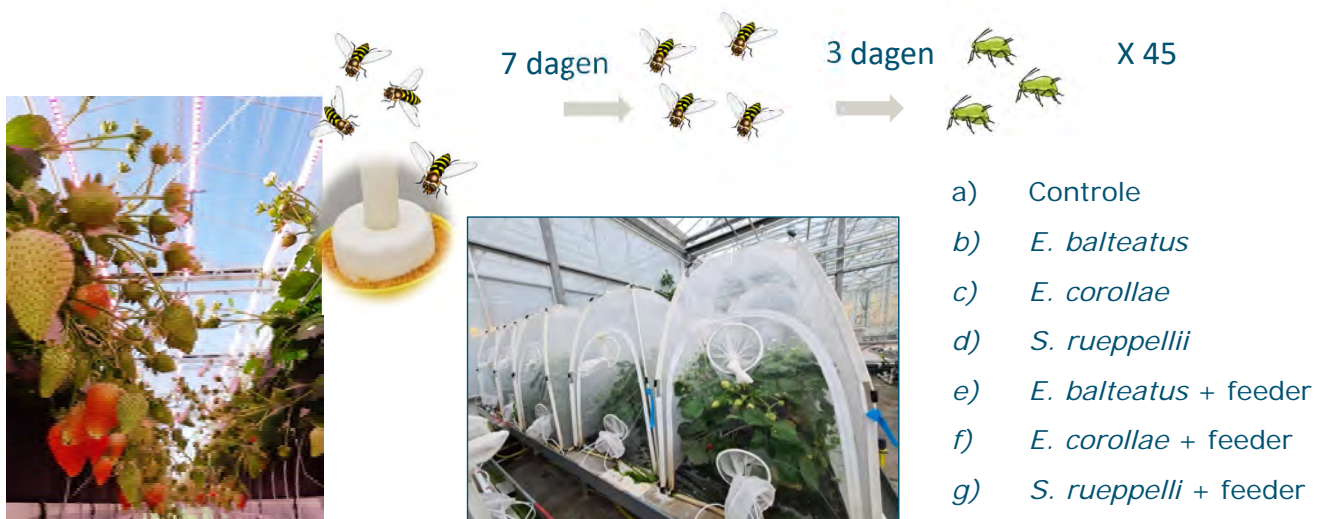 7 dagen
3 dagen
X 45
a) Controle
b) E. balteatus
c) E. corollae
d) S. rueppellii
e) E. balteatus + feeder
f) E. corollae + feeder
g) S. rueppelli + feeder